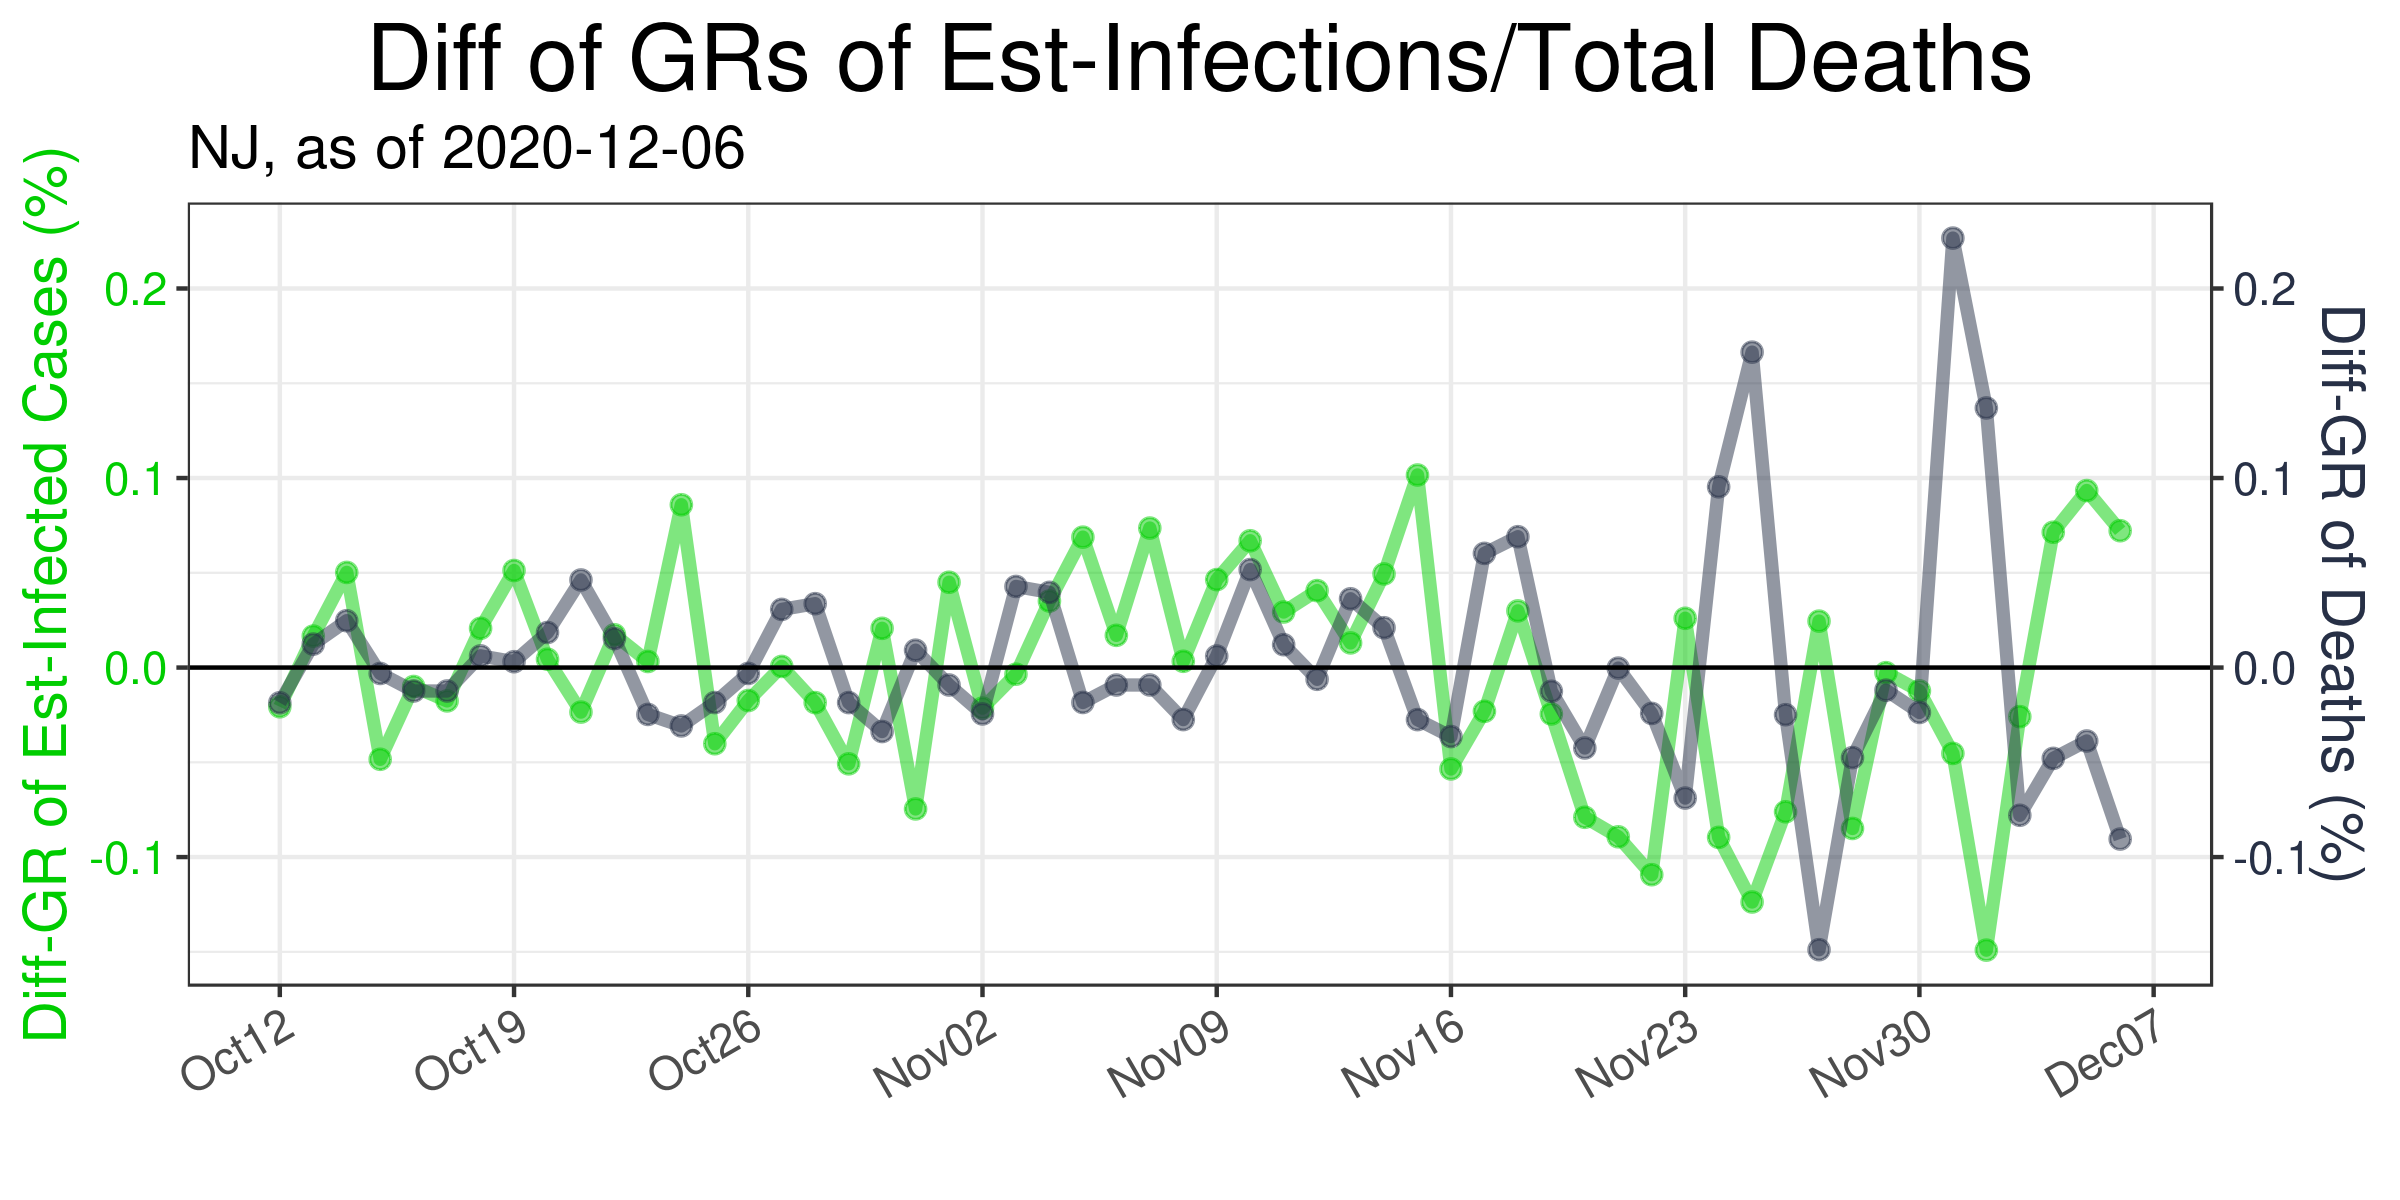 Diff of GRs of Est-Infections/Total Deaths
NJ, as of 2020-12-06
Diff-GR of Est-Infected Cases (%)
0.2
0.1
0.0
-0.1
0.2
0.1
0.0
-0.1
Diff-GR of Deaths (%)
Oct12
Oct19
Oct26
Nov02
Nov09
Nov16
Nov23
Nov30
Dec07